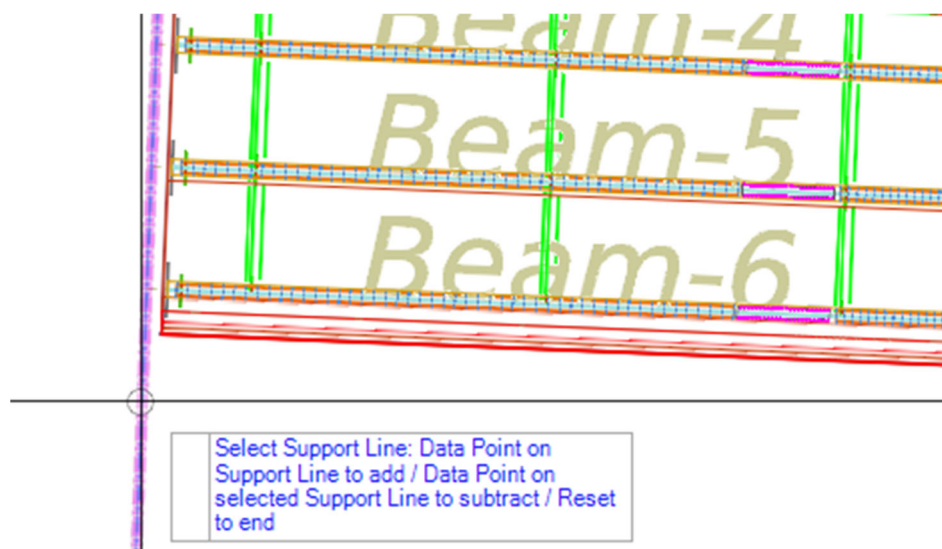 Beam-4
Beam-5
Beam-6
Select Support Line: Data Point on
Support Line to add / Data Point on
selected Support Line to subtract / Reset
to end